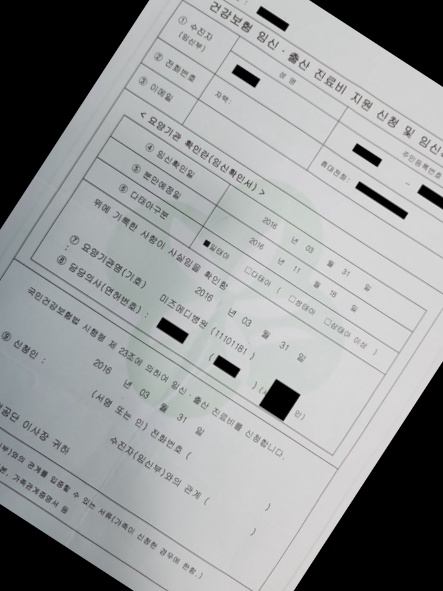 건강보험 임신·출산 진료비 지원 신청 및 임신
① 수진자
(임신부)
성 명
주민등록번호
-
② 전화번호
자택:
휴대전화:
③ 이메일
< 요양기관 확인란(임신확인서) >
④ 임신확인일
2016 년 03 월 31 일
⑤ 분만예정일
2016 년 11 월 18 일
⑥ 다태아구분
■일태아 □다태아 ( □쌍태아 □삼태아 이상 )
위에 기록한 사항이 사실임을 확인함
2016 년 03 월 31 일
⑦ 요양기관명(기호) : 미즈메디병원 (11101181 )
⑧ 담당의사(면허번호) : ( ) ( 인)
국민건강보험법 시행령 제 23조에 의하여 임신·출산 진료비를 신청합니다.
2016 년 03 월 31 일
⑨ 신청인 : (서명 또는 인) 전화번호 ( )
수진자(임신부)와의 관계 ( )
공단 이사장 귀하
부)와의 관계를 입증할 수 있는 서류(가족이 신청한 경우에 한함.)
본, 가족관계증명서 등